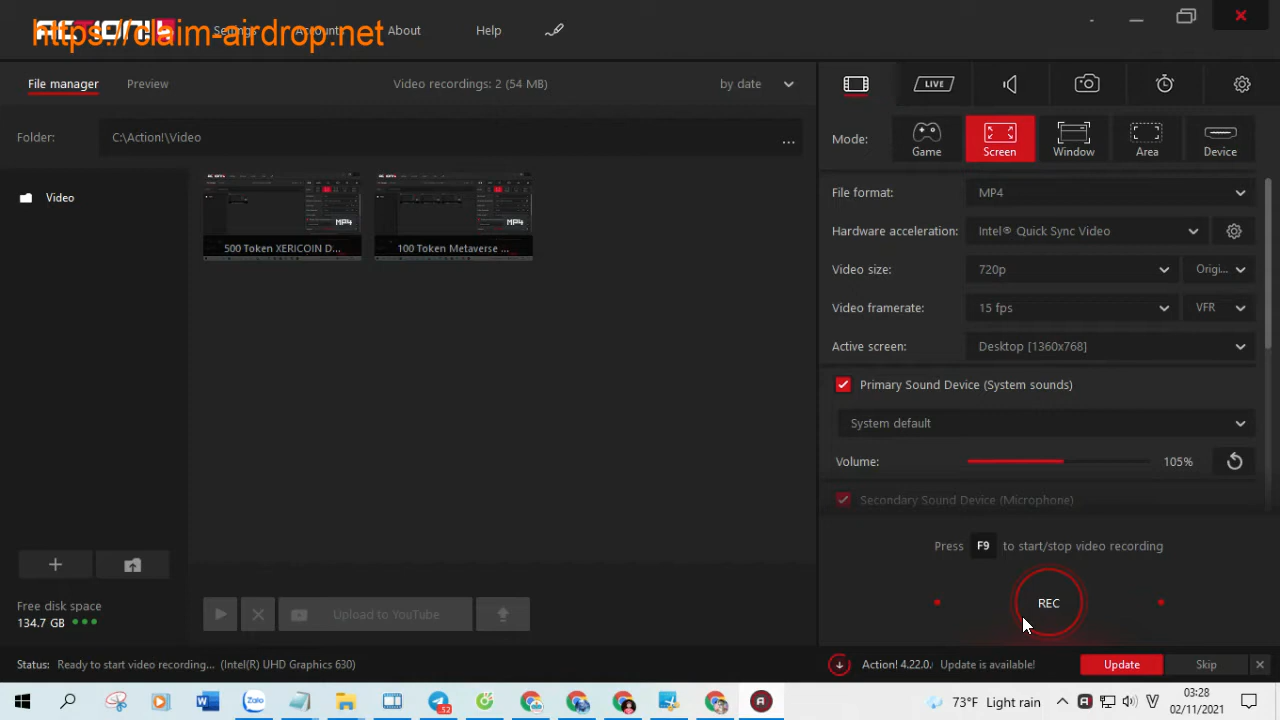 https://claim-airdrop.net
About
Help
File manager
Preview
Video recordings: 2 (54 MB)
by date
Folder:
C:\Action!\Video
...
Video
MP4
500 Token XERICOIN D...
MP4
100 Token Metaverse ...
Free disk space
134.7 GB
Upload to YouTube
LIVE
Mode:
Game
Screen
Window
Area
Device
File format:
MP4
Hardware acceleration:
Intel® Quick Sync Video
Video size:
720p
Origi...
Video framerate:
15 fps
VFR
Active screen:
Desktop [1360x768]
Primary Sound Device (System sounds)
System default
Volume:
105%
Secondary Sound Device (Microphone)
Press F9 to start/stop video recording
REC
Status:
Ready to start video recording... (Intel(R) UHD Graphics 630)
Action! 4.22.0.
Update is available!
Update
Skip
Zalo
32
73°F Light rain
03:28
02/11/2021